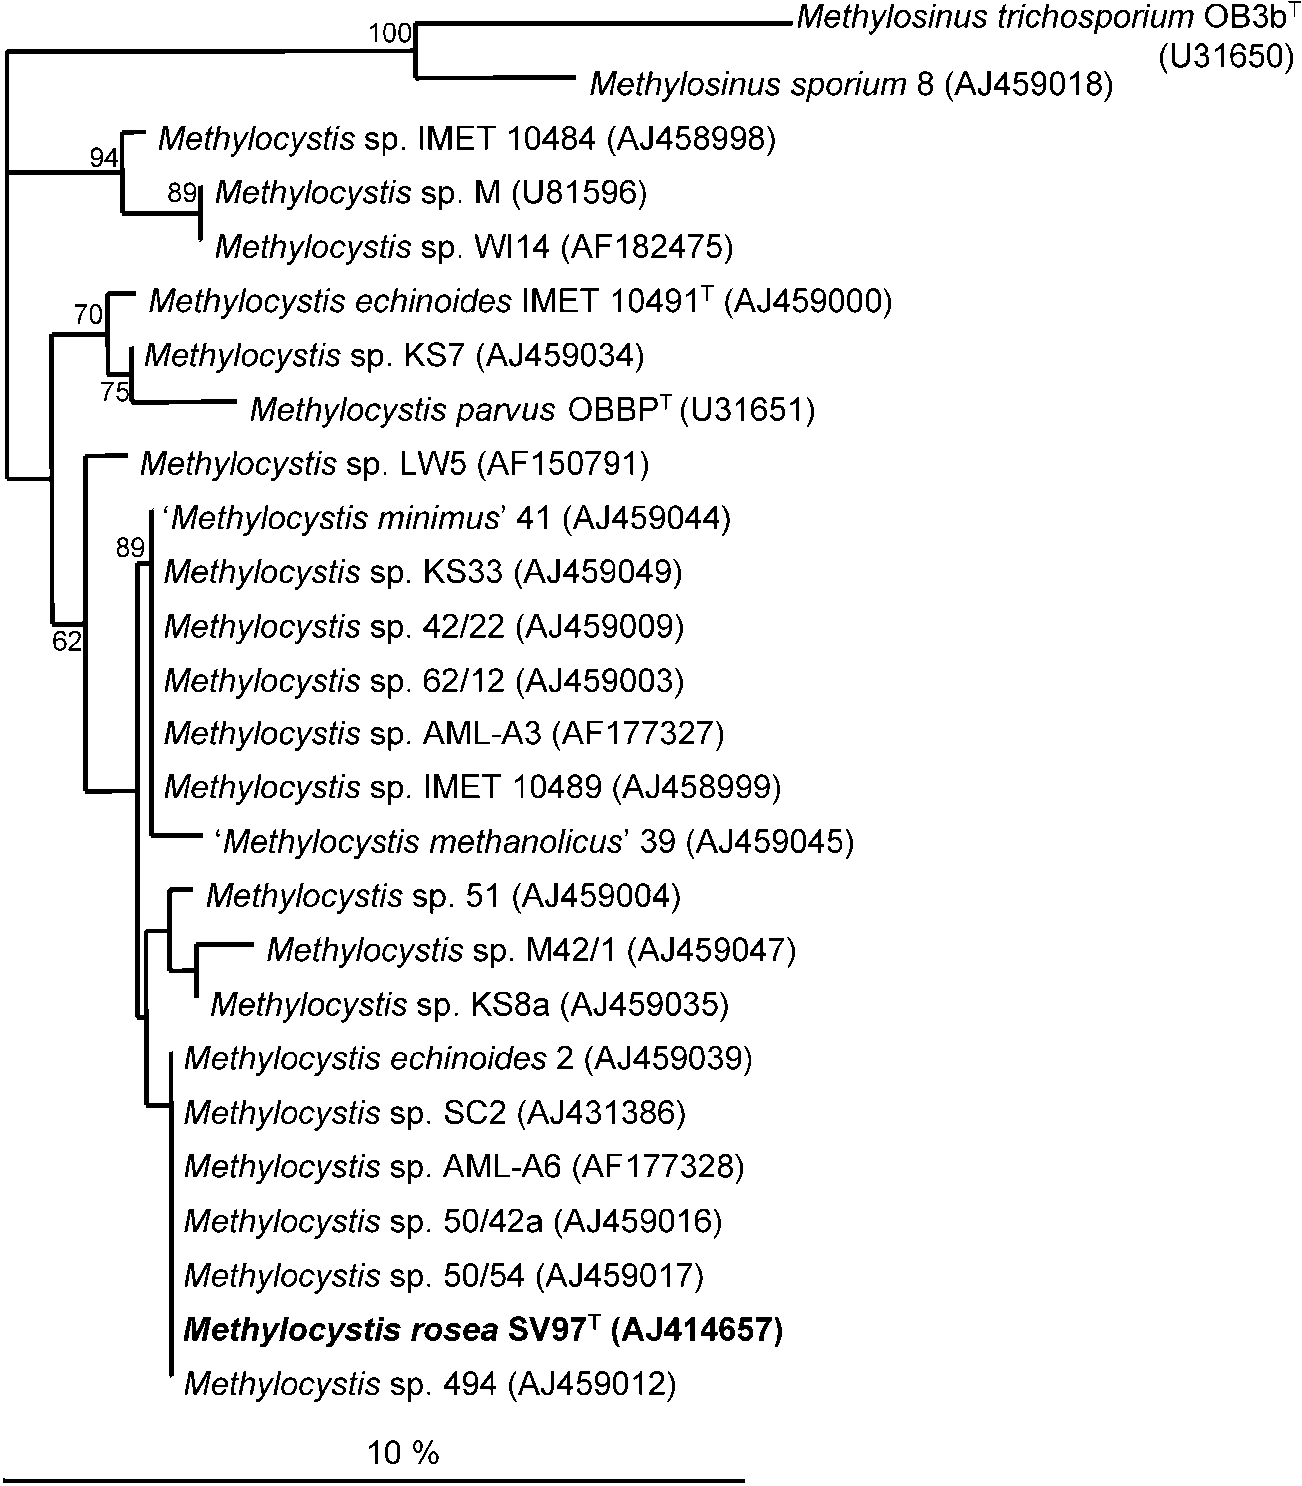 Methylosinus trichosporium OB3bᵀ
(U31650)
100
Methylosinus sporium 8 (AJ459018)
Methylocystis sp. IMET 10484 (AJ458998)
94
89
Methylocystis sp. M (U81596)
Methylocystis sp. WI14 (AF182475)
Methylocystis echinoides IMET 10491ᵀ (AJ459000)
70
Methylocystis sp. KS7 (AJ459034)
75
Methylocystis parvus OBBPᵀ (U31651)
Methylocystis sp. LW5 (AF150791)
‘Methylocystis minimus’ 41 (AJ459044)
89
Methylocystis sp. KS33 (AJ459049)
Methylocystis sp. 42/22 (AJ459009)
62
Methylocystis sp. 62/12 (AJ459003)
Methylocystis sp. AML-A3 (AF177327)
Methylocystis sp. IMET 10489 (AJ458999)
‘Methylocystis methanolicus’ 39 (AJ459045)
Methylocystis sp. 51 (AJ459004)
Methylocystis sp. M42/1 (AJ459047)
Methylocystis sp. KS8a (AJ459035)
Methylocystis echinoides 2 (AJ459039)
Methylocystis sp. SC2 (AJ431386)
Methylocystis sp. AML-A6 (AF177328)
Methylocystis sp. 50/42a (AJ459016)
Methylocystis sp. 50/54 (AJ459017)
Methylocystis rosea SV97ᵀ (AJ414657)
Methylocystis sp. 494 (AJ459012)
10 %